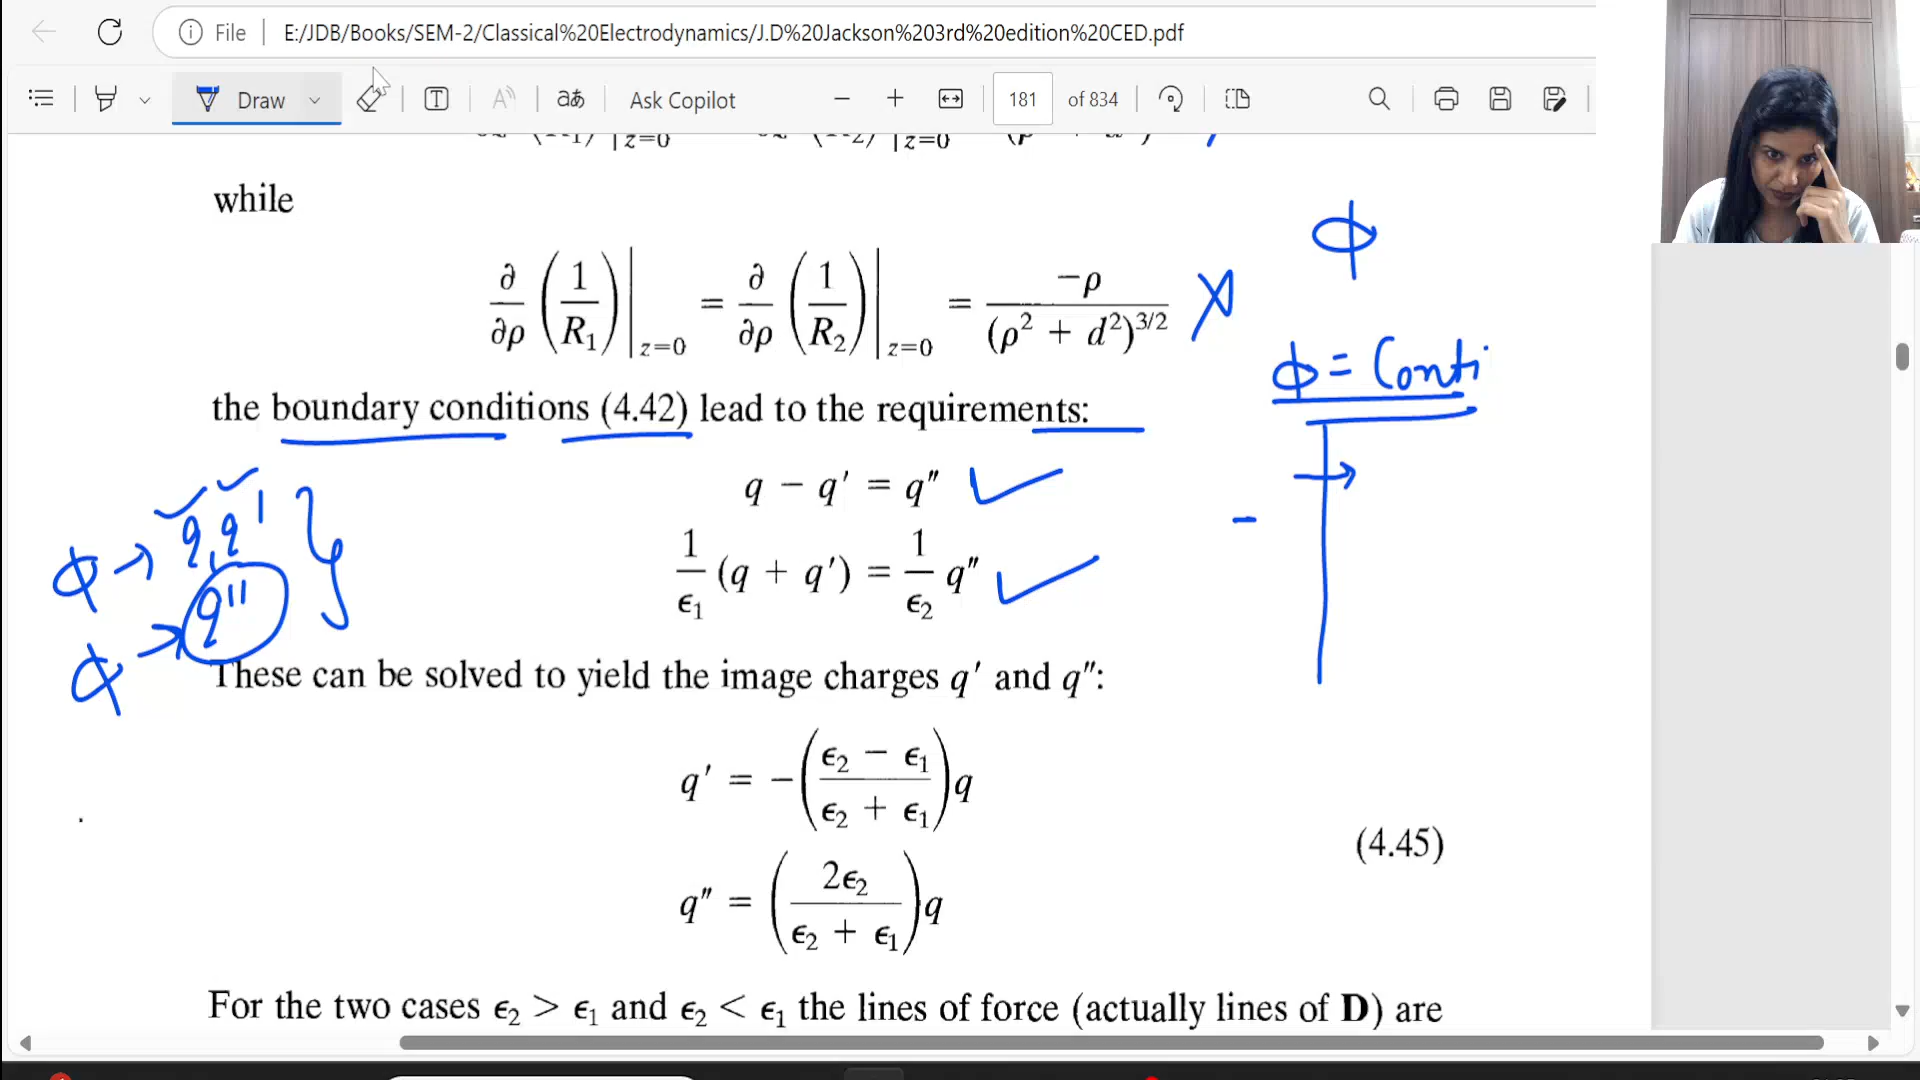 File E:/JDB/Books/SEM-2/Classical%20Electrodynamics/J.D%20Jackson%203rd%20edition%20CED.pdf
Draw T A aあ Ask Copilot − + 181 of 834
while
∂/∂ρ (1/R₁)|z=0 = ∂/∂ρ (1/R₂)|z=0 = −ρ/(ρ² + d²)^3/2
ϕ
ϕ = Conti
the boundary conditions (4.42) lead to the requirements:
q − q′ = q″
1/ϵ₁ (q + q′) = 1/ϵ₂ q″
ϕ → q, q′
ϕ → q″
These can be solved to yield the image charges q′ and q″:
q′ = −(ϵ₂ − ϵ₁/ϵ₂ + ϵ₁)q
(4.45)
q″ = (2ϵ₂/ϵ₂ + ϵ₁)q
For the two cases ϵ₂ > ϵ₁ and ϵ₂ < ϵ₁ the lines of force (actually lines of D) are